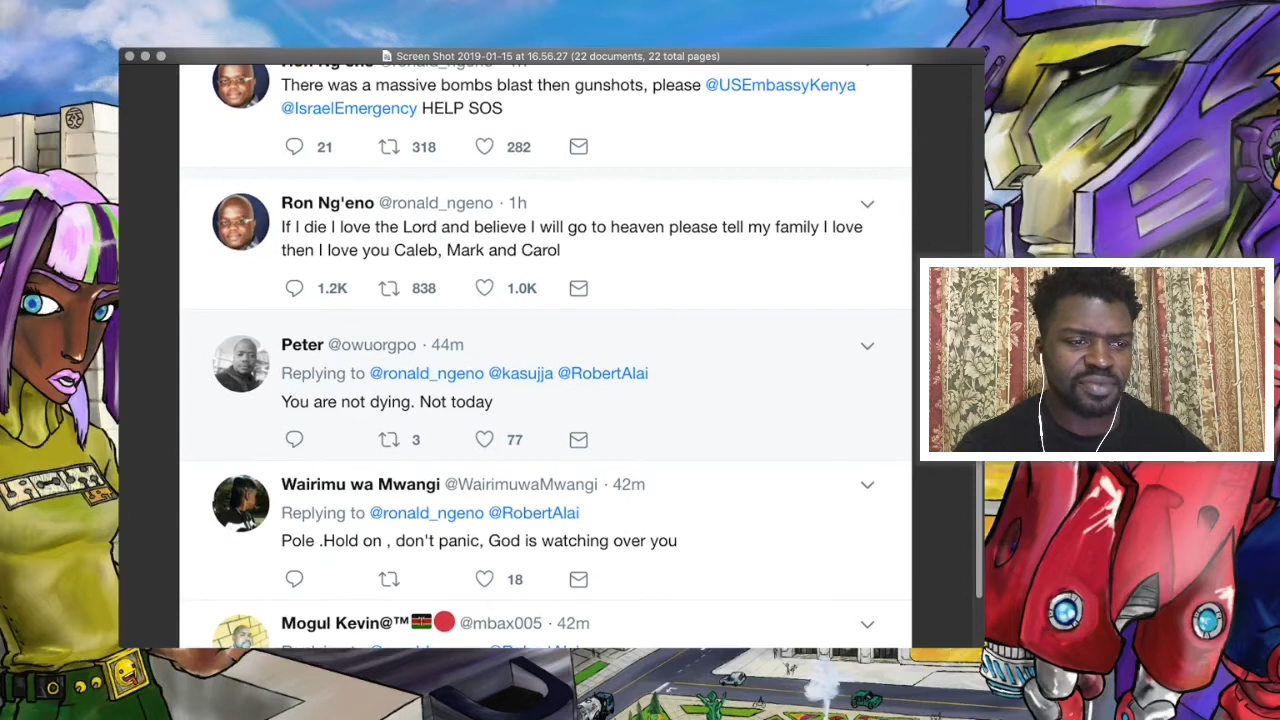 Screen Shot 2019-01-15 at 16.56.27 (22 documents, 22 total pages)
Ron Ng'eno @ronald_ngeno
There was a massive bombs blast then gunshots, please @USEmbassyKenya
@IsraelEmergency HELP SOS
21 318 282
Ron Ng'eno @ronald_ngeno · 1h
If I die I love the Lord and believe I will go to heaven please tell my family I love
then I love you Caleb, Mark and Carol
1.2K 838 1.0K
Peter @owuorgpo · 44m
Replying to @ronald_ngeno @kasujja @RobertAlai
You are not dying. Not today
3 77
Wairimu wa Mwangi @WairimuwaMwangi · 42m
Replying to @ronald_ngeno @RobertAlai
Pole .Hold on , don't panic, God is watching over you
18
Mogul Kevin@™🇰🇪🔴 @mbax005 · 42m